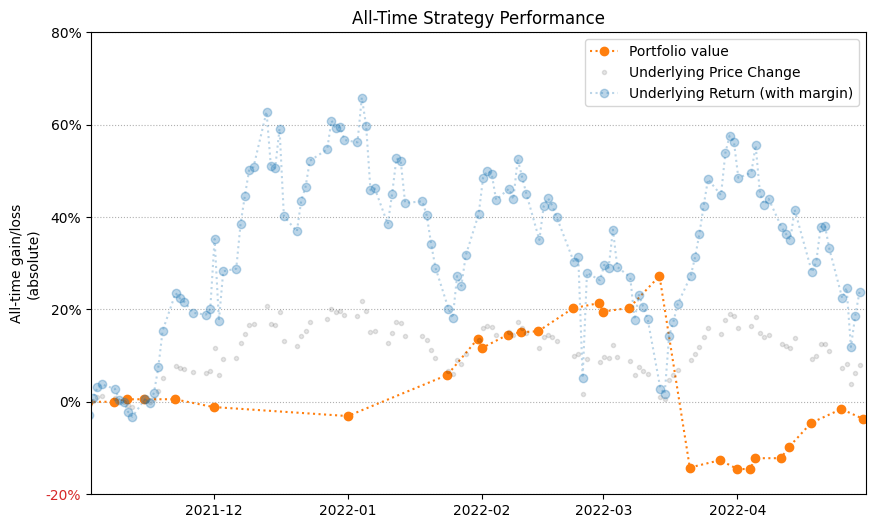 All-Time Strategy Performance
80%
60%
40%
20%
0%
-20%
All-time gain/loss
(absolute)
Portfolio value
Underlying Price Change
Underlying Return (with margin)
2021-12
2022-01
2022-02
2022-03
2022-04